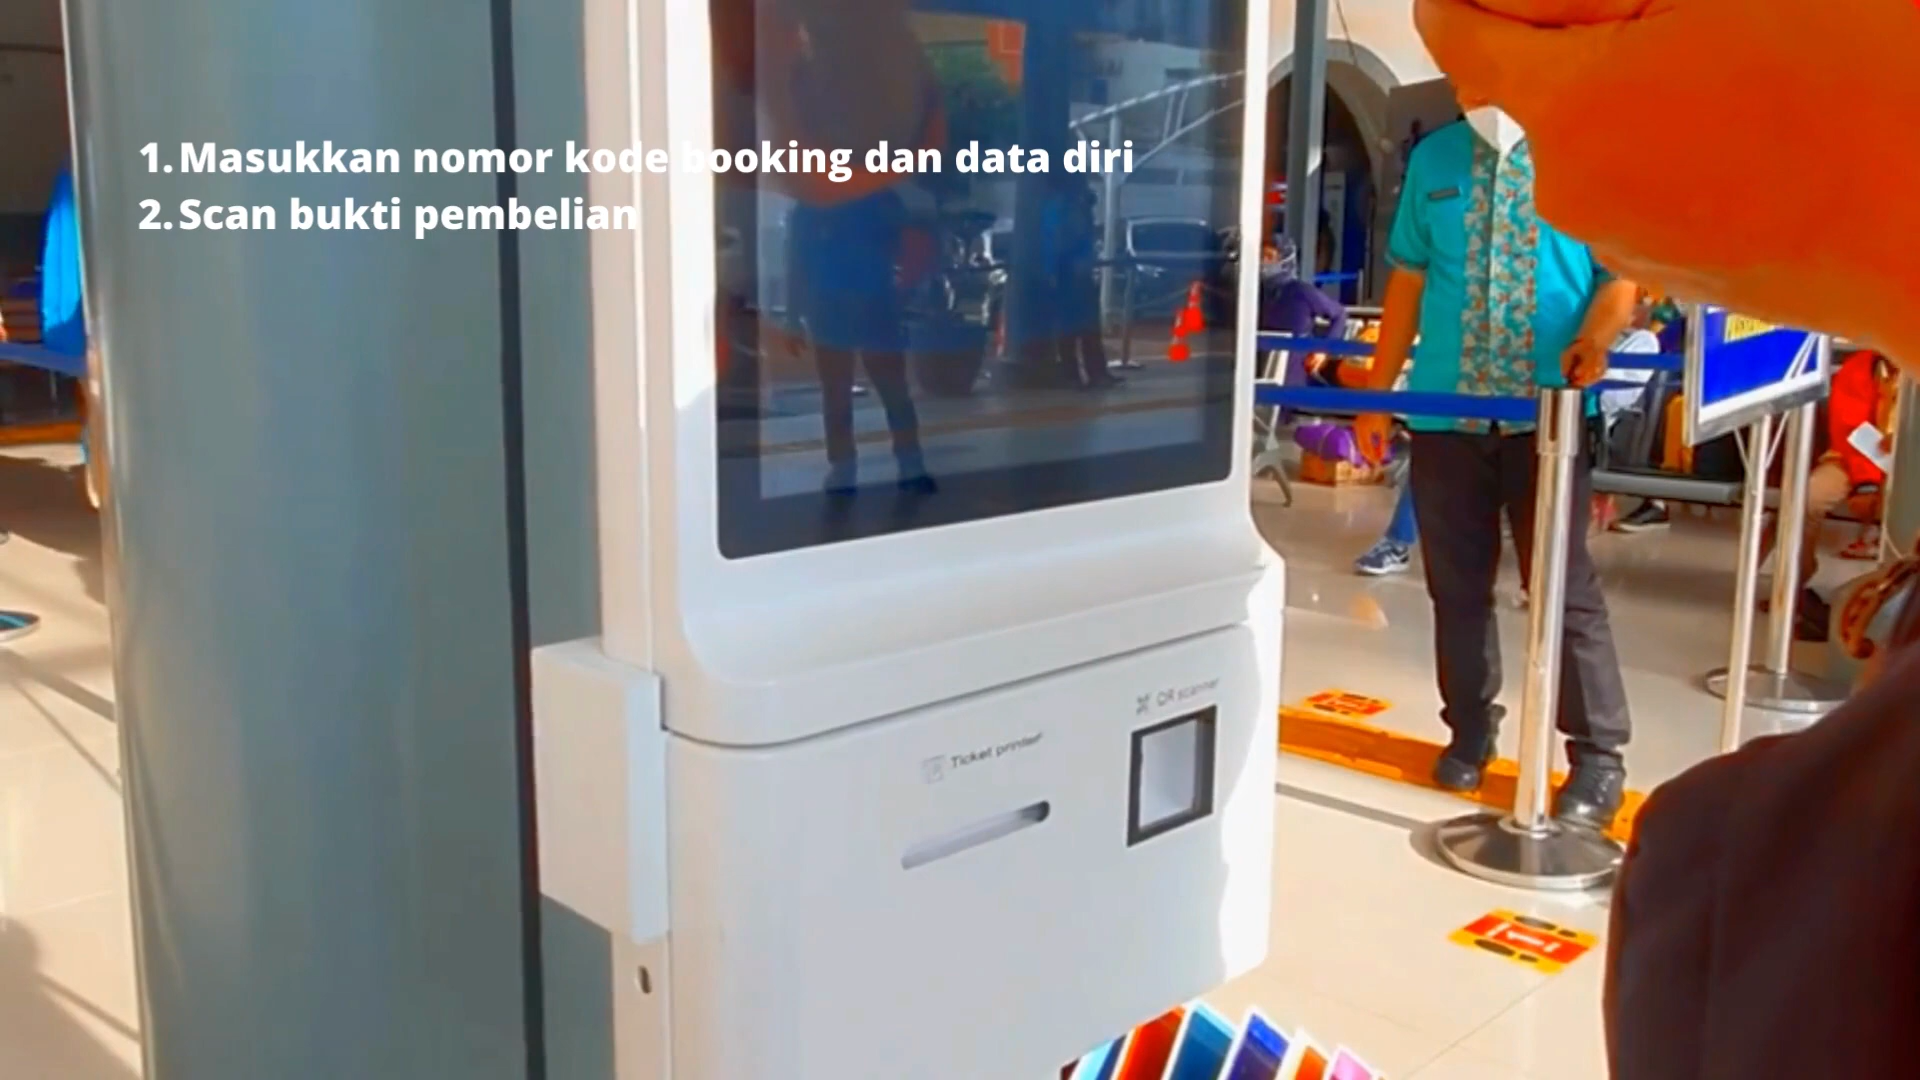 1. Masukkan nomor kode booking dan data diri
2. Scan bukti pembelian
QR scanner
Ticket printer